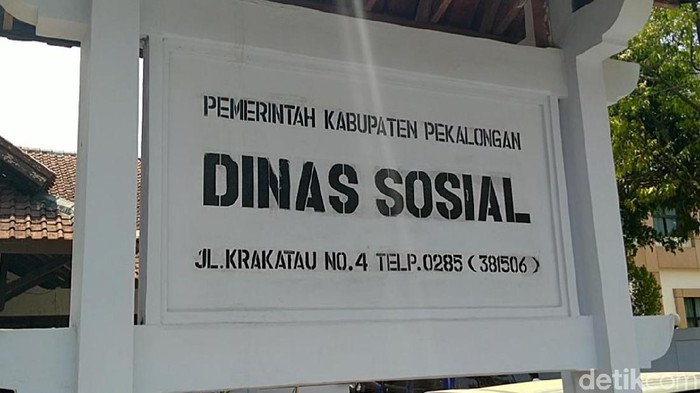 PEMERINTAH KABUPATEN PEKALONGAN
DINAS SOSIAL
JL.KRAKATAU NO.4 TELP.0285 (381506)
detikcom